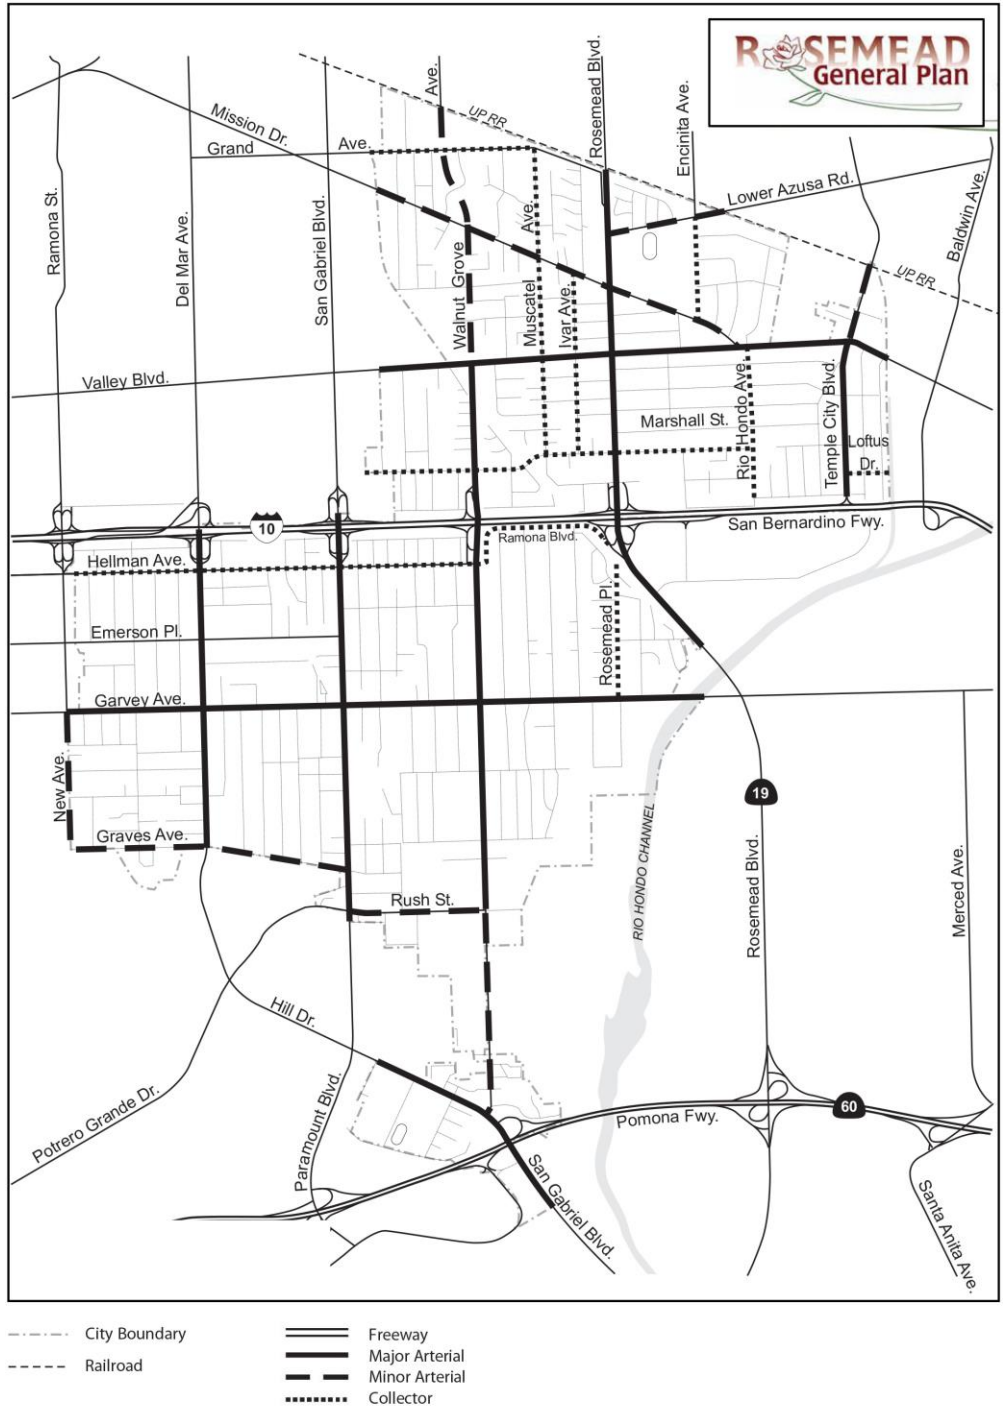 ROSEMEAD
General Plan
Ave.
Rosemead Blvd.
UP RR
Mission Dr.
Grand
Ave.
Encinita Ave.
Lower Azusa Rd.
Baldwin Ave.
Ramona St.
Del Mar Ave.
San Gabriel Blvd.
Walnut Grove
Muscatel
Ave.
Ivar Ave.
UP RR
Valley Blvd.
Marshall St.
Rio Hondo Ave.
Temple City Blvd.
Loftus
Dr.
10
San Bernardino Fwy.
Ramona Blvd.
Hellman Ave.
Emerson Pl.
Rosemead Pl.
Garvey Ave.
New Ave.
Graves Ave.
19
RIO HONDO CHANNEL
Rosemead Blvd.
Merced Ave.
Rush St.
Hill Dr.
Potrero Grande Dr.
Paramount Blvd.
60
Pomona Fwy.
San Gabriel Blvd.
Santa Anita Ave.
City Boundary
Railroad
Freeway
Major Arterial
Minor Arterial
Collector